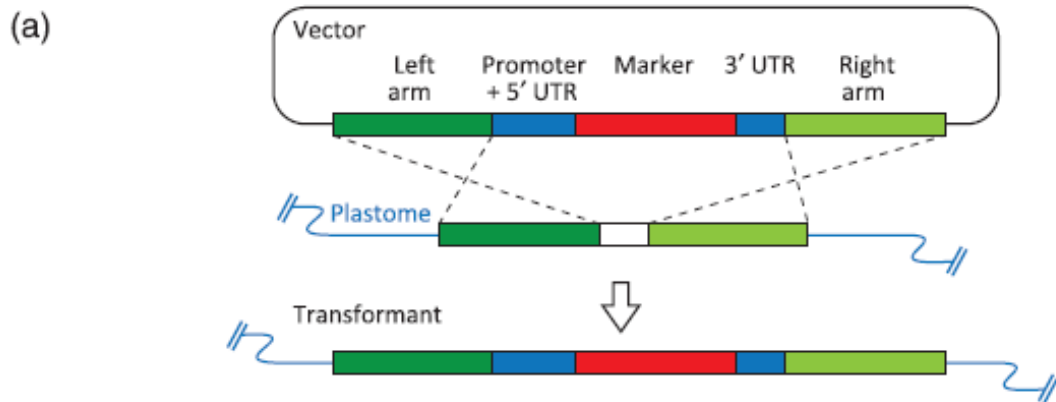 (a)
Vector
Left Promoter Marker 3′ UTR Right
arm + 5′ UTR arm
Plastome
Transformant